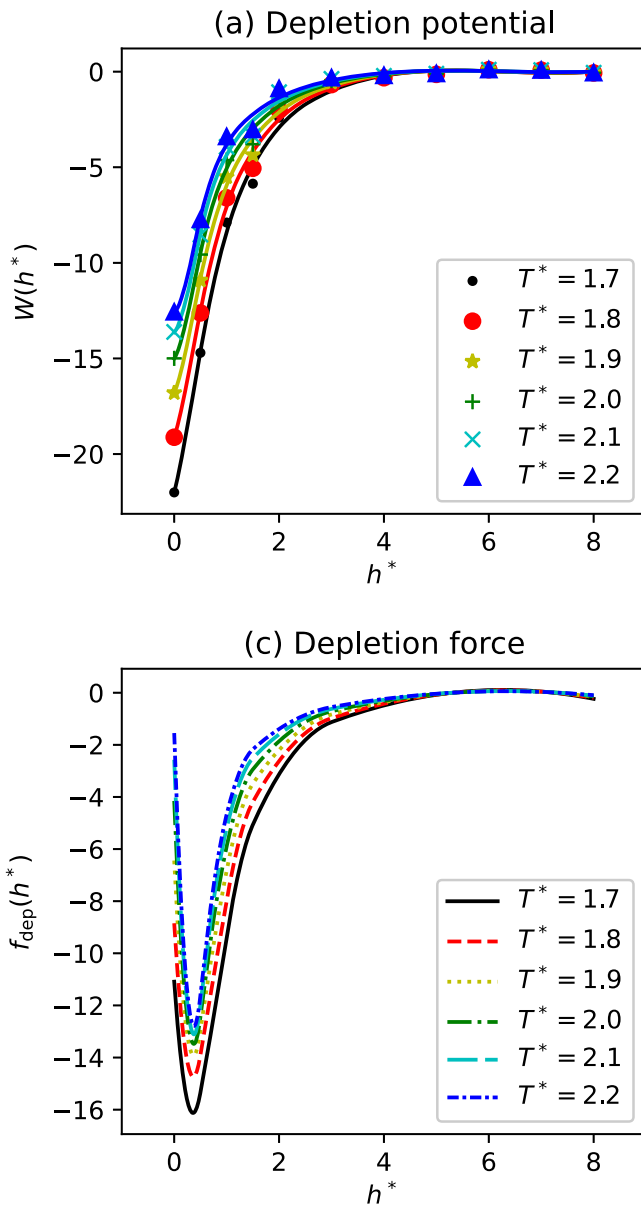 (a) Depletion potential
0
−5
−10
−15
−20
W(h*)
T* = 1.7
T* = 1.8
T* = 1.9
T* = 2.0
T* = 2.1
T* = 2.2
0 2 4 6 8
h*
(c) Depletion force
0
−2
−4
−6
−8
−10
−12
−14
−16
f_dep(h*)
T* = 1.7
T* = 1.8
T* = 1.9
T* = 2.0
T* = 2.1
T* = 2.2
0 2 4 6 8
h*